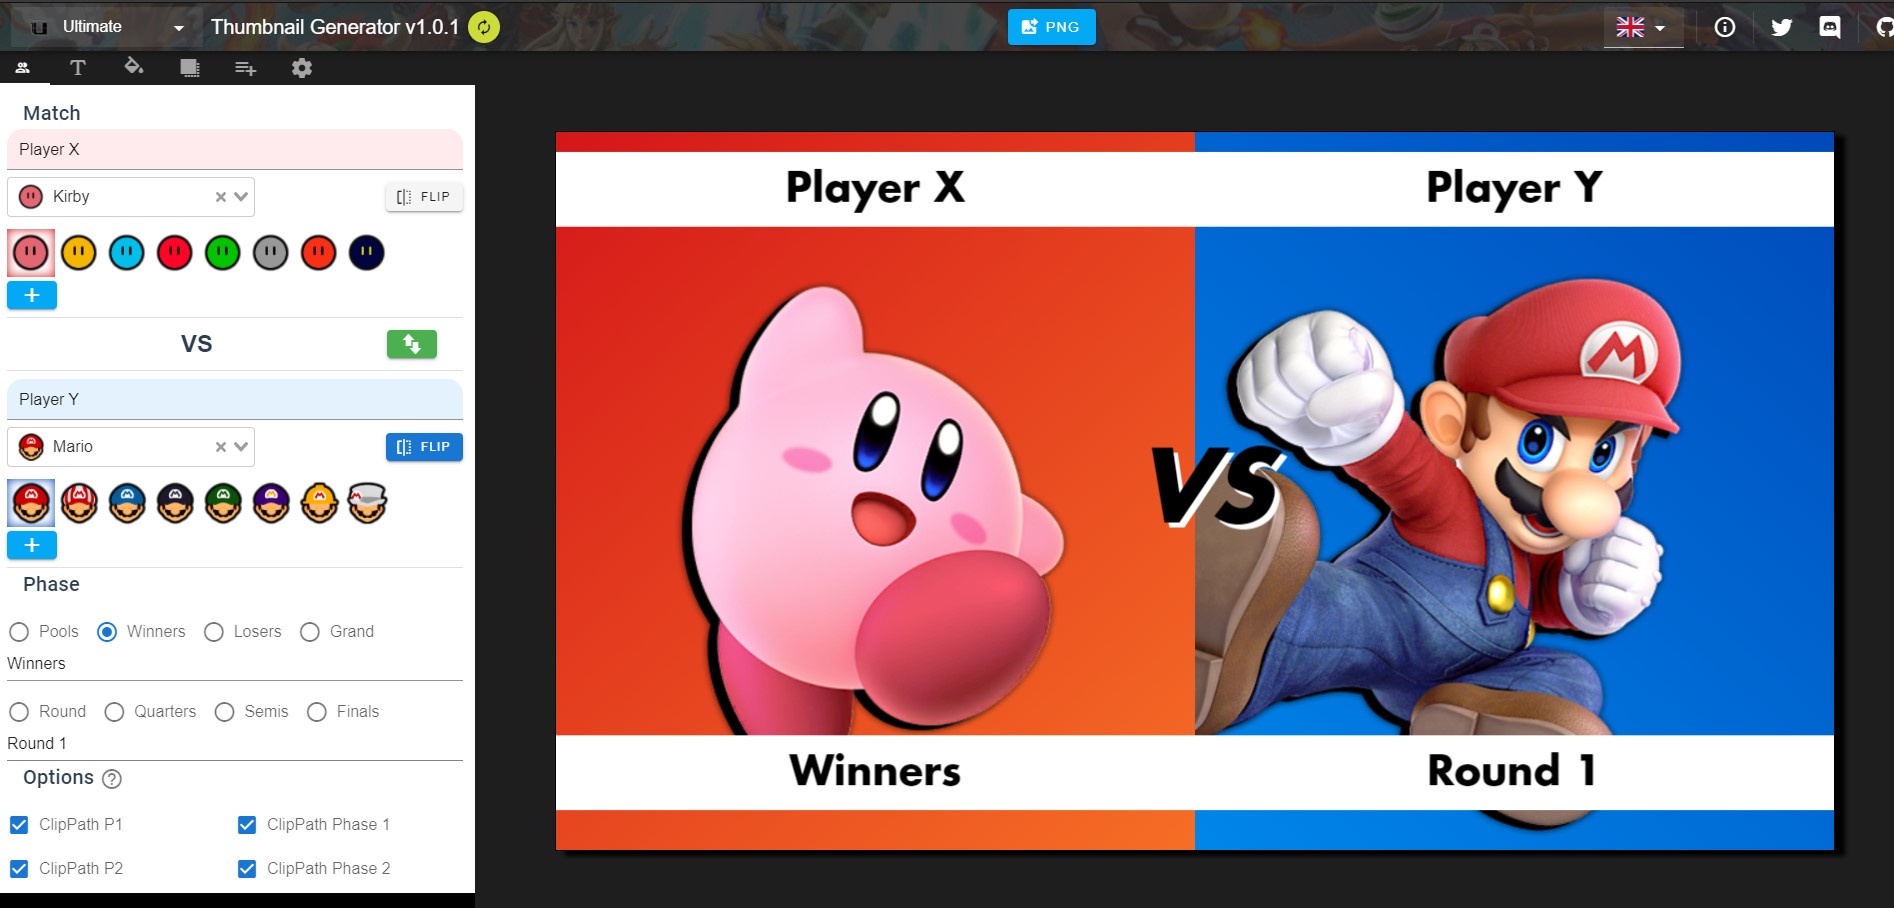 Ultimate
Thumbnail Generator v1.0.1
PNG
T
Match
Player X
Kirby
FLIP
VS
Player Y
Mario
FLIP
Phase
Pools
Winners
Losers
Grand
Winners
Round
Quarters
Semis
Finals
Round 1
Options
ClipPath P1
ClipPath Phase 1
ClipPath P2
ClipPath Phase 2
Player X
Player Y
M
VS
Winners
Round 1